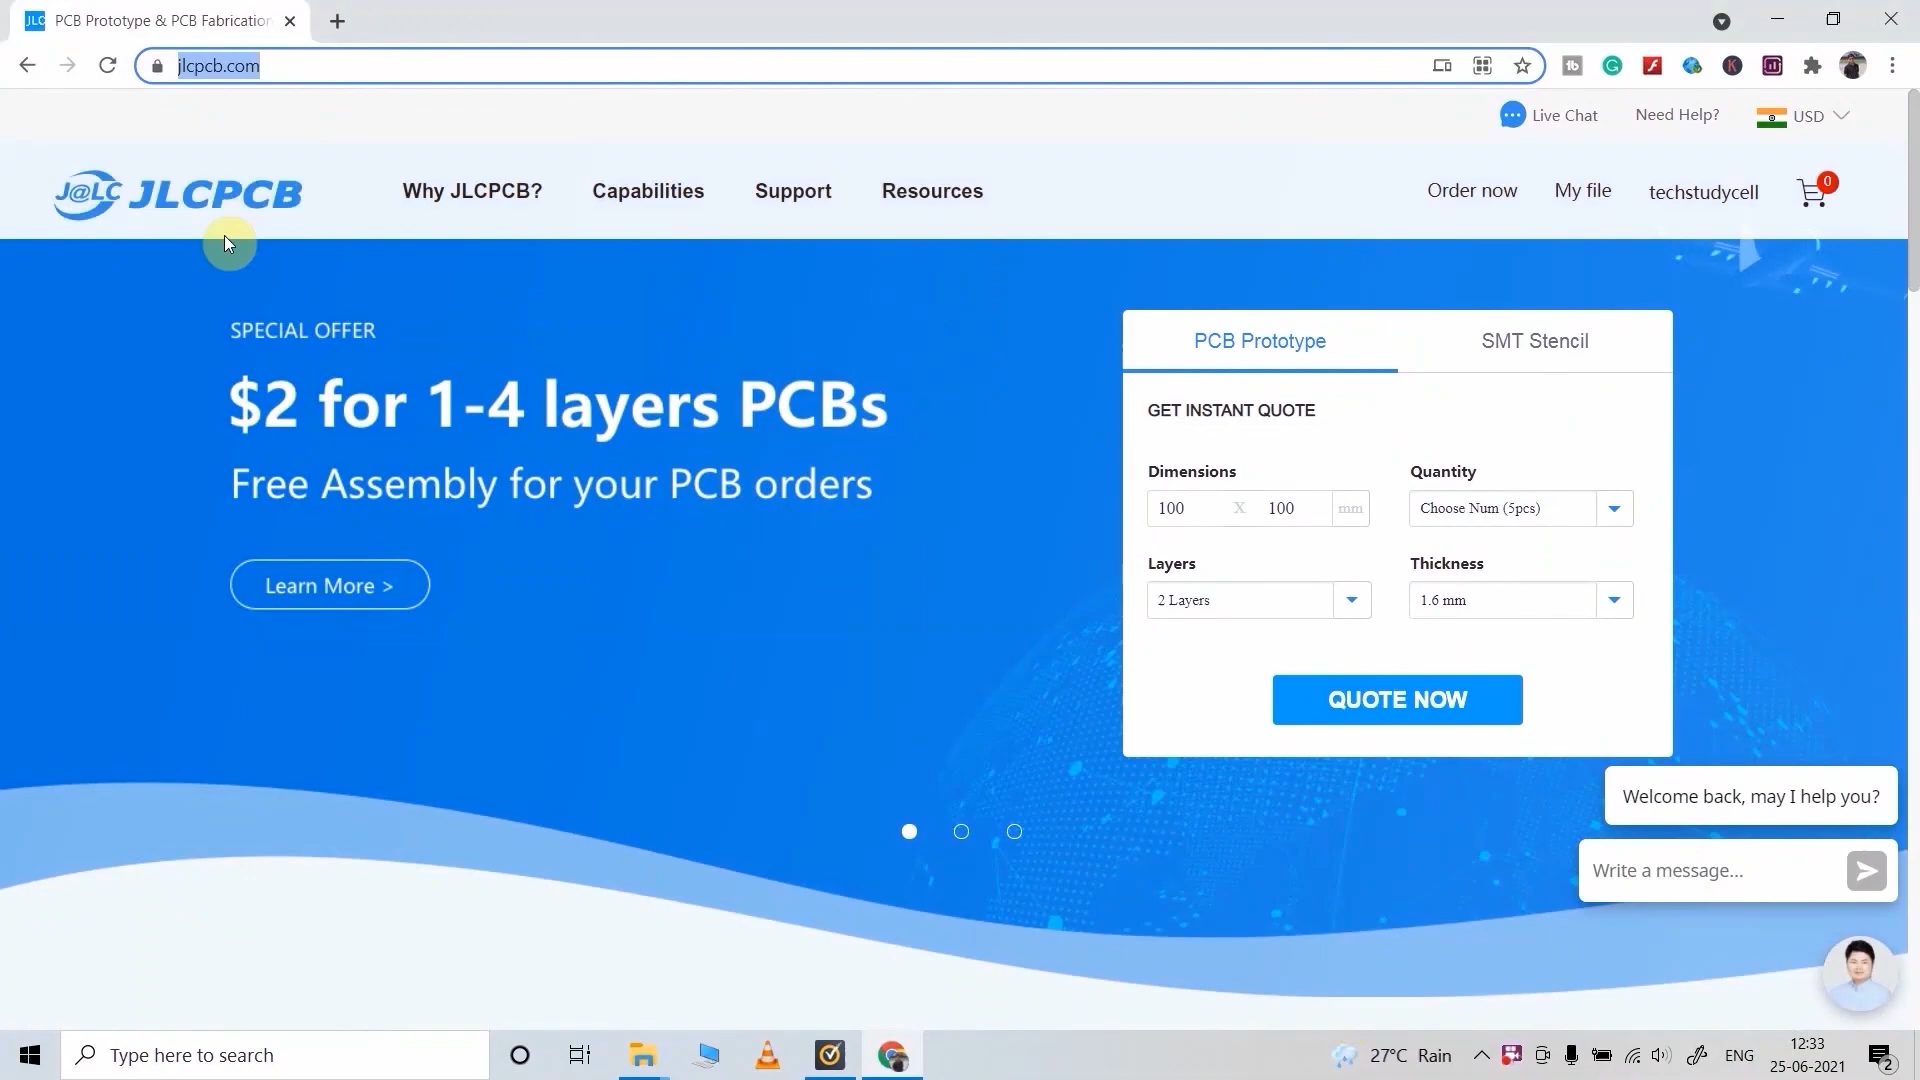 JLC PCB Prototype & PCB Fabrication
jlcpcb.com
Live Chat
Need Help?
USD
J@LC JLCPCB
Why JLCPCB?
Capabilities
Support
Resources
Order now
My file
techstudycell
0
SPECIAL OFFER
$2 for 1-4 layers PCBs
Free Assembly for your PCB orders
Learn More >
PCB Prototype
SMT Stencil
GET INSTANT QUOTE
Dimensions
Quantity
100 X 100 mm
Choose Num (5pcs)
Layers
Thickness
2 Layers
1.6 mm
QUOTE NOW
Welcome back, may I help you?
Write a message...
Type here to search
27°C Rain
ENG
12:33
25-06-2021
2